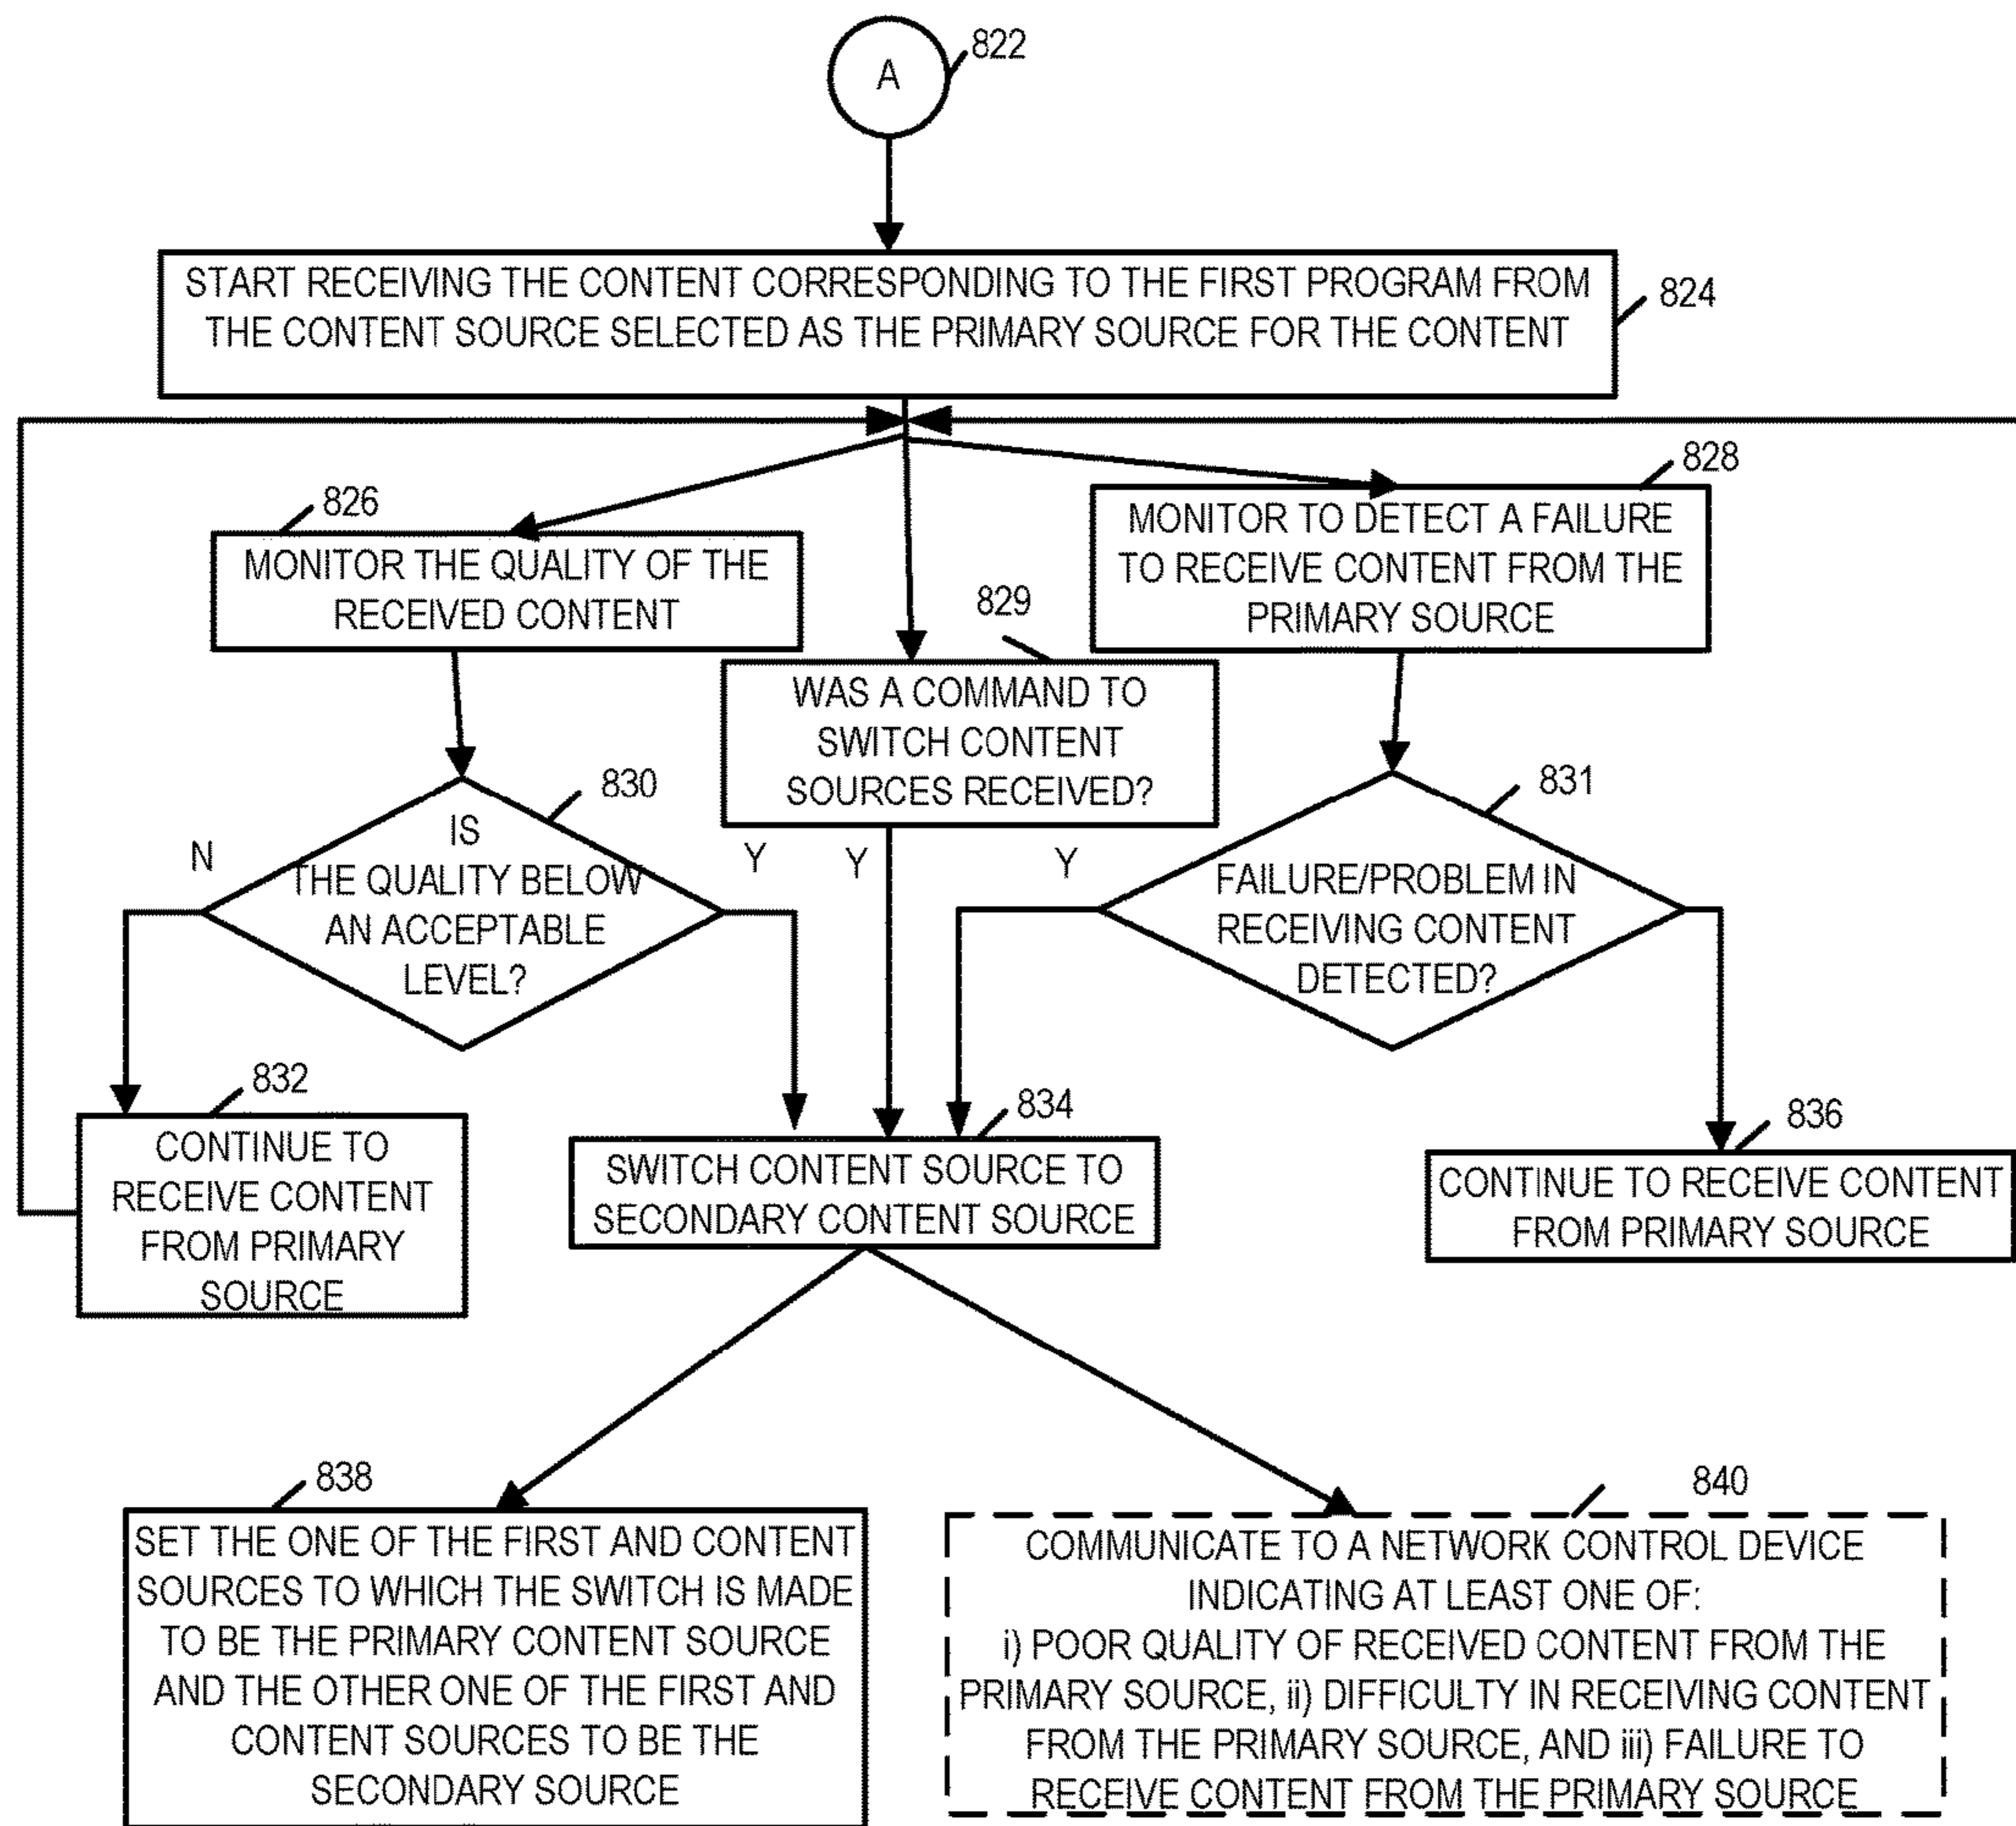 A
822
START RECEIVING THE CONTENT CORRESPONDING TO THE FIRST PROGRAM FROM
THE CONTENT SOURCE SELECTED AS THE PRIMARY SOURCE FOR THE CONTENT
824
826
MONITOR THE QUALITY OF THE
RECEIVED CONTENT
828
MONITOR TO DETECT A FAILURE
TO RECEIVE CONTENT FROM THE
PRIMARY SOURCE
829
WAS A COMMAND TO
SWITCH CONTENT
SOURCES RECEIVED?
830
IS
THE QUALITY BELOW
AN ACCEPTABLE
LEVEL?
N
Y
Y
Y
831
FAILURE/PROBLEM IN
RECEIVING CONTENT
DETECTED?
832
CONTINUE TO
RECEIVE CONTENT
FROM PRIMARY
SOURCE
834
SWITCH CONTENT SOURCE TO
SECONDARY CONTENT SOURCE
836
CONTINUE TO RECEIVE CONTENT
FROM PRIMARY SOURCE
838
SET THE ONE OF THE FIRST AND CONTENT
SOURCES TO WHICH THE SWITCH IS MADE
TO BE THE PRIMARY CONTENT SOURCE
AND THE OTHER ONE OF THE FIRST AND
CONTENT SOURCES TO BE THE
SECONDARY SOURCE
840
COMMUNICATE TO A NETWORK CONTROL DEVICE
INDICATING AT LEAST ONE OF:
i) POOR QUALITY OF RECEIVED CONTENT FROM THE
PRIMARY SOURCE, ii) DIFFICULTY IN RECEIVING CONTENT
FROM THE PRIMARY SOURCE, AND iii) FAILURE TO
RECEIVE CONTENT FROM THE PRIMARY SOURCE